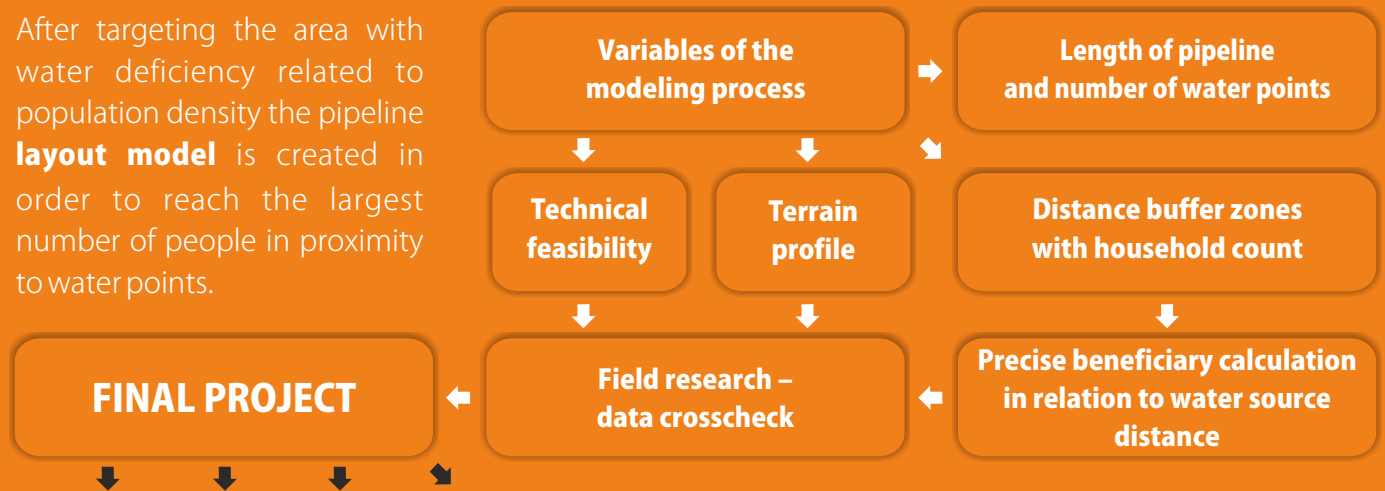 After targeting the area with
water deficiency related to
population density the pipeline
layout model is created in
order to reach the largest
number of people in proximity
to water points.
Variables of the
modeling process
Length of pipeline
and number of water points
Technical
feasibility
Terrain
profile
Distance buffer zones
with household count
FINAL PROJECT
Field research –
data crosscheck
Precise beneficiary calculation
in relation to water source
distance